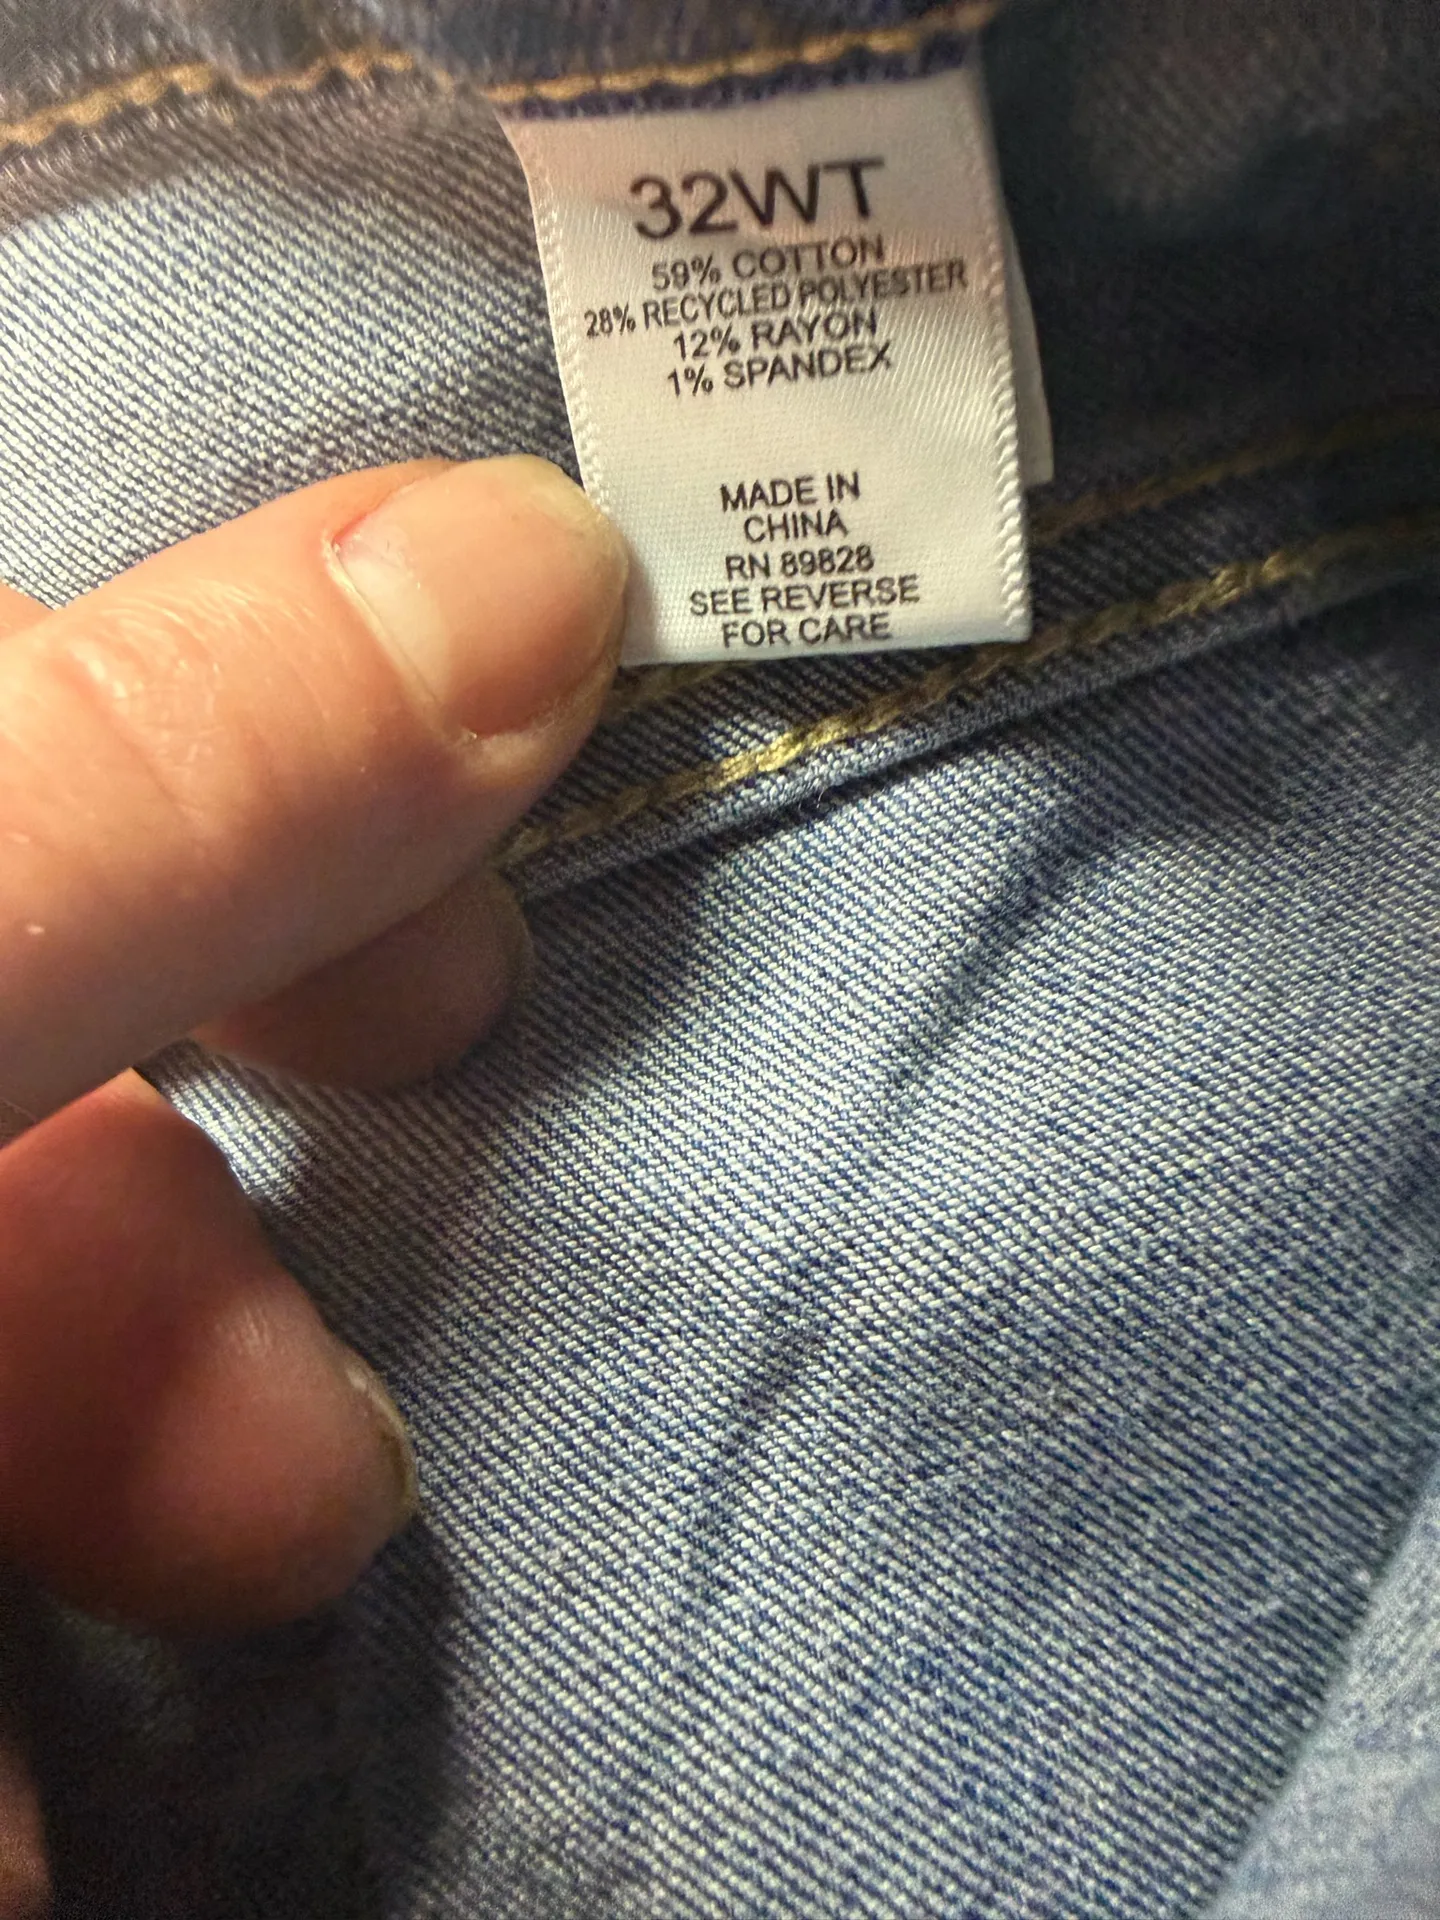 32WT
59% COTTON
28% RECYCLED POLYESTER
12% RAYON
1% SPANDEX
MADE IN
CHINA
RN 89828
SEE REVERSE
FOR CARE